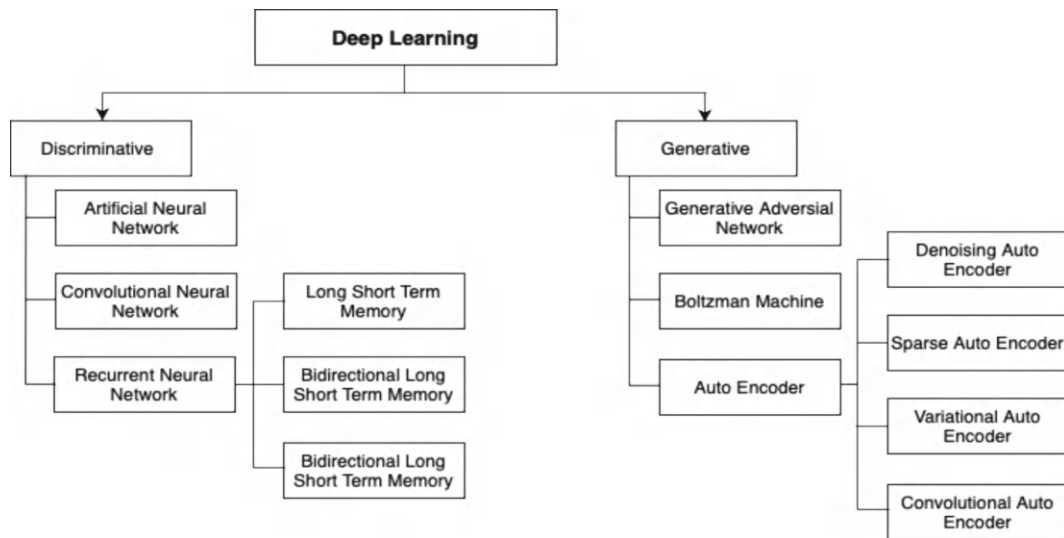 Deep Learning
Discriminative
Artificial Neural
Network
Convolutional Neural
Network
Recurrent Neural
Network
Long Short Term
Memory
Bidirectional Long
Short Term Memory
Bidirectional Long
Short Term Memory
Generative
Generative Adversial
Network
Boltzman Machine
Auto Encoder
Denoising Auto
Encoder
Sparse Auto Encoder
Variational Auto
Encoder
Convolutional Auto
Encoder